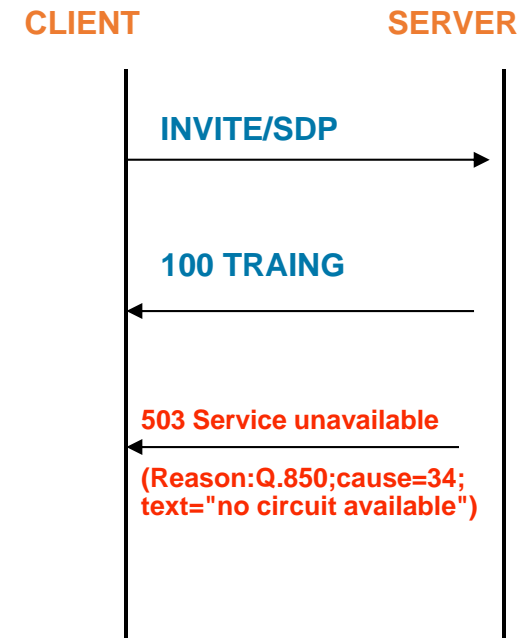 CLIENT SERVER
INVITE/SDP
100 TRAING
503 Service unavailable
(Reason:Q.850;cause=34;
text="no circuit available")